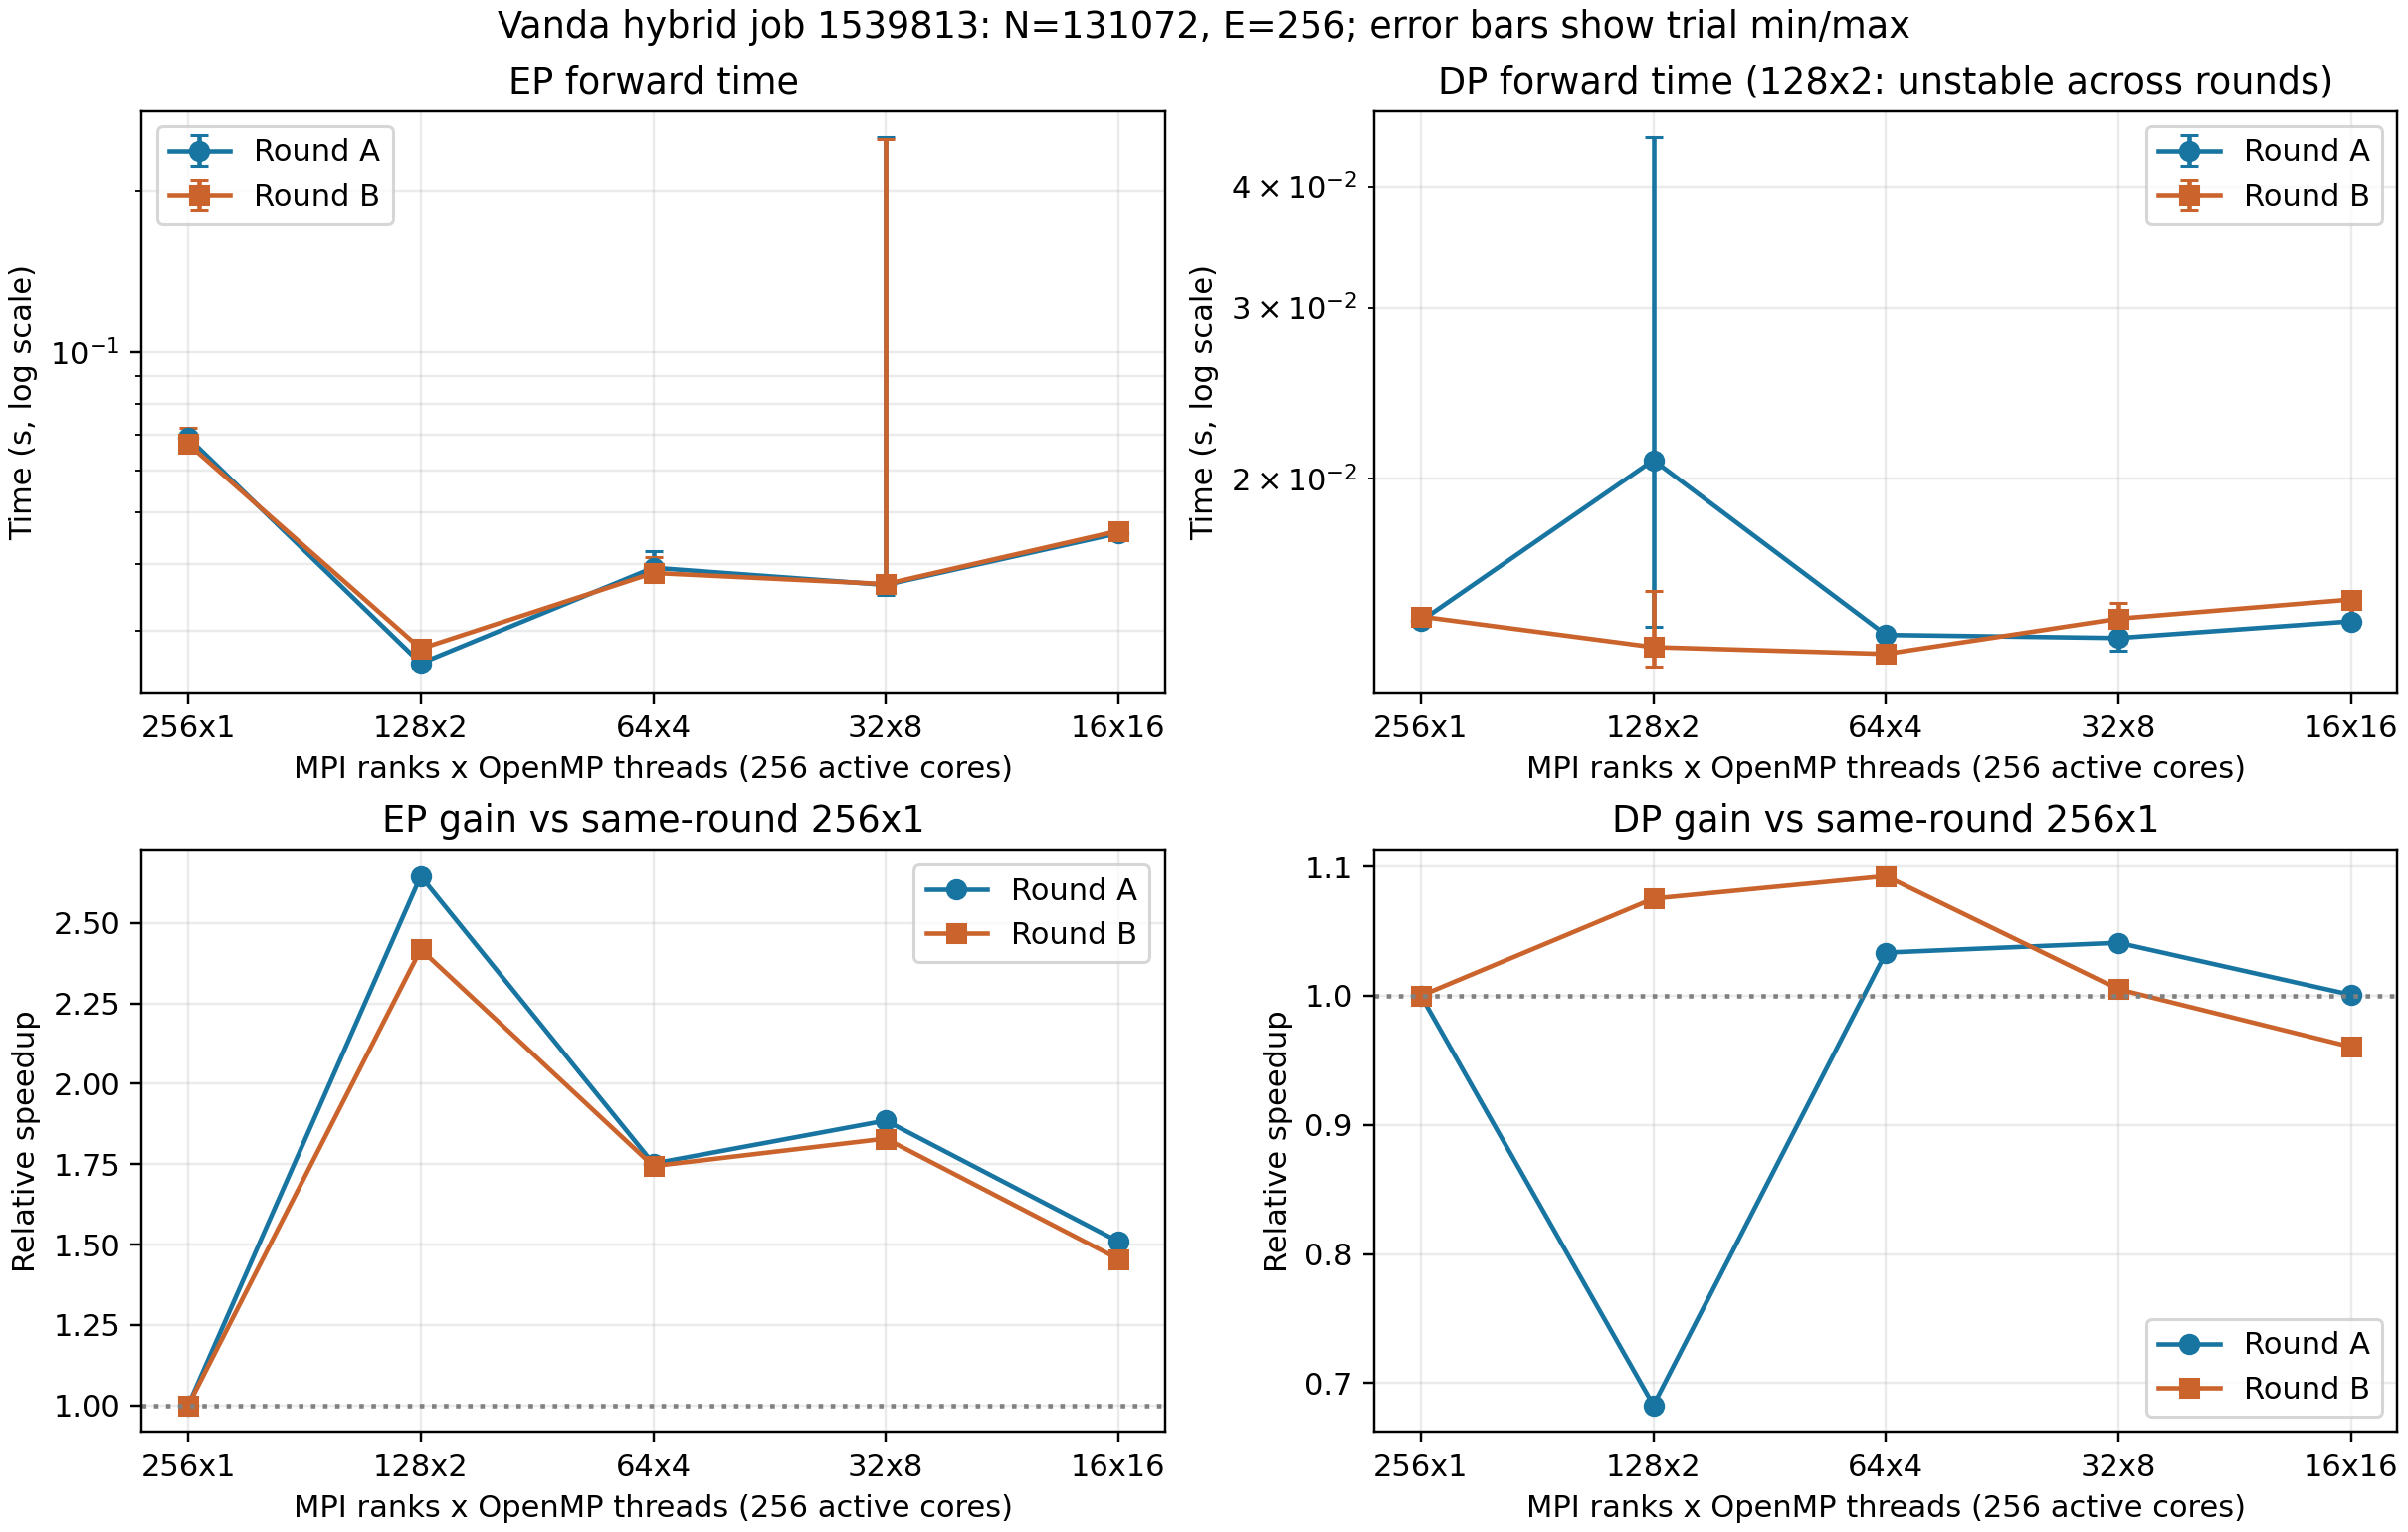 Vanda hybrid job 1539813: N=131072, E=256; error bars show trial min/max
EP forward time
Time (s, log scale)
10⁻¹
Round A
Round B
256x1
128x2
64x4
32x8
16x16
MPI ranks x OpenMP threads (256 active cores)
DP forward time (128x2: unstable across rounds)
Time (s, log scale)
4 × 10⁻²
3 × 10⁻²
2 × 10⁻²
Round A
Round B
256x1
128x2
64x4
32x8
16x16
MPI ranks x OpenMP threads (256 active cores)
EP gain vs same-round 256x1
Relative speedup
2.50
2.25
2.00
1.75
1.50
1.25
1.00
Round A
Round B
256x1
128x2
64x4
32x8
16x16
MPI ranks x OpenMP threads (256 active cores)
DP gain vs same-round 256x1
Relative speedup
1.1
1.0
0.9
0.8
0.7
Round A
Round B
256x1
128x2
64x4
32x8
16x16
MPI ranks x OpenMP threads (256 active cores)